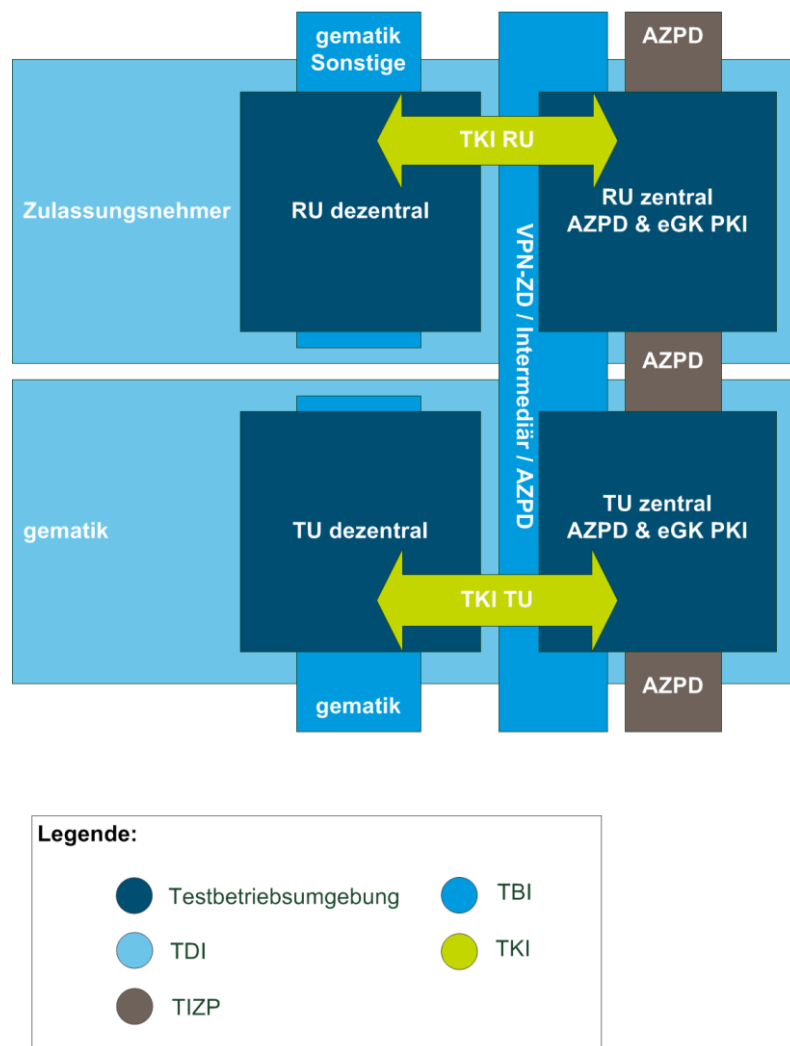 gematik
Sonstige
AZPD
TKI RU
Zulassungsnehmer
RU dezentral
RU zentral
AZPD & eGK PKI
VPN-ZD / Intermediär / AZPD
AZPD
gematik
TU dezentral
TU zentral
AZPD & eGK PKI
TKI TU
gematik
AZPD
Legende:
Testbetriebsumgebung
TBI
TDI
TKI
TIZP